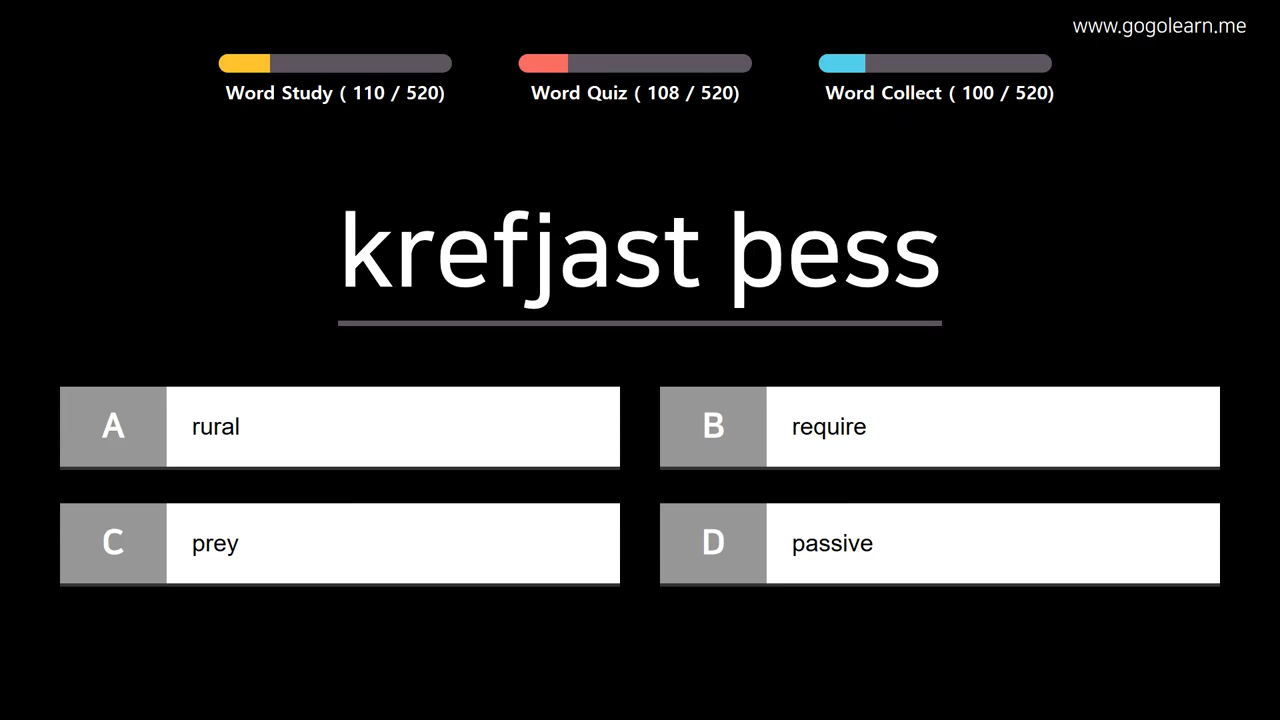 www.gogolearn.me
Word Study ( 110 / 520)
Word Quiz ( 108 / 520)
Word Collect ( 100 / 520)
krefjast þess
A rural
B require
C prey
D passive